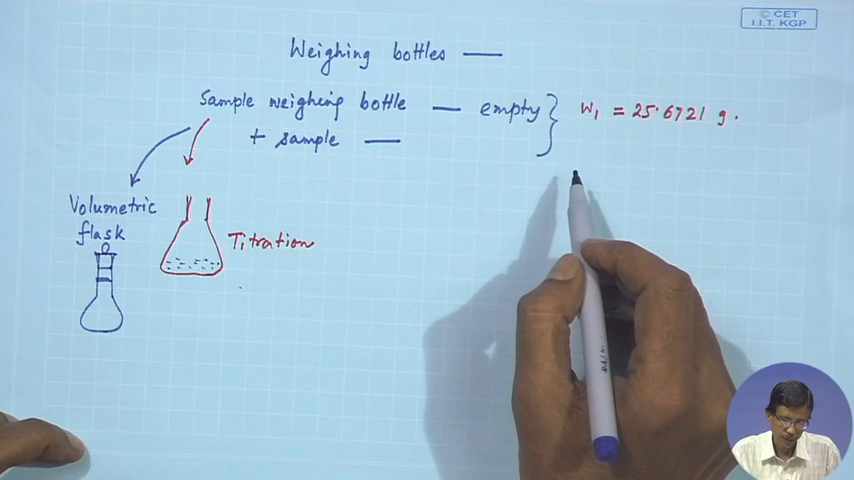 © CET
I.I.T. KGP
Weighing bottles —
Sample weighing bottle — empty } W₁ = 25.6721 g.
+ sample —
Volumetric
flask
Titration